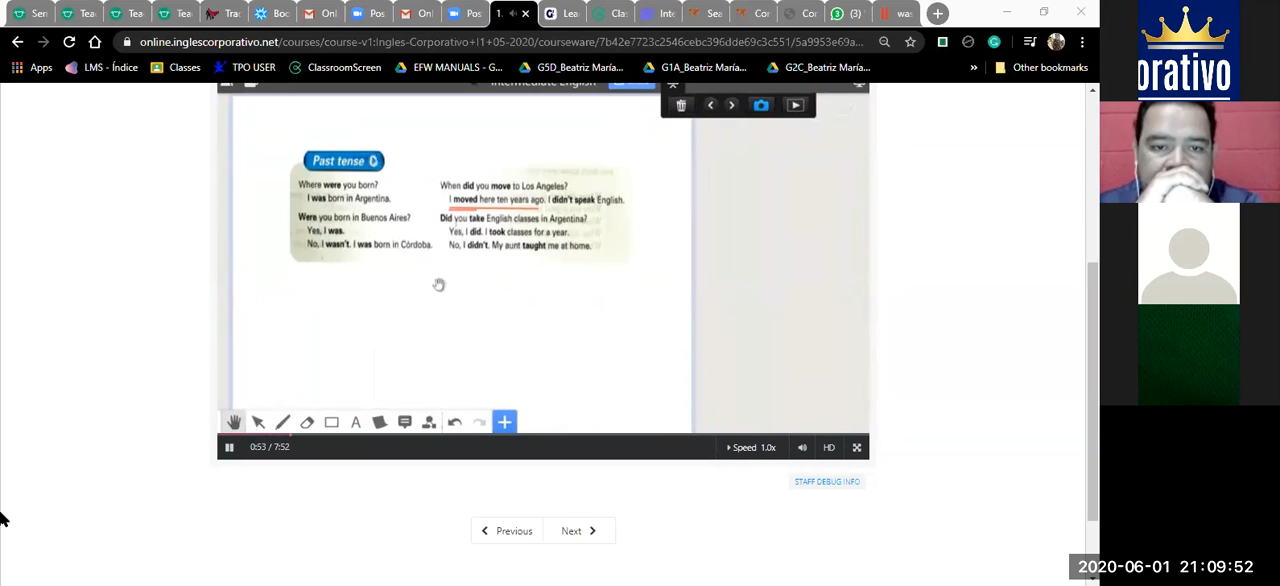 Sen
Tea
Tea
Tea
Tra
Boo
Onl
Pos
Onl
Pos
1.
Lea
Clas
Inte
Sea
Cor
Cor
(3)
was
online.inglescorporativo.net/courses/course-v1:Ingles-Corporativo+I1+05-2020/courseware/7b42e7723c2546cebc396dde69c3c551/5a9953e69a...
Apps
LMS - Índice
Classes
TPO USER
ClassroomScreen
EFW MANUALS - G...
G5D_Beatriz María...
G1A_Beatriz María...
G2C_Beatriz María...
»
Other bookmarks
Intermediate English
Past tense
Where were you born?
I was born in Argentina.
Were you born in Buenos Aires?
Yes, I was.
No, I wasn't. I was born in Córdoba.
When did you move to Los Angeles?
I moved here ten years ago. I didn't speak English.
Did you take English classes in Argentina?
Yes, I did. I took classes for a year.
No, I didn't. My aunt taught me at home.
A
0:53 / 7:52
Speed 1.0x
HD
STAFF DEBUG INFO
Previous
Next
orativo
2020-06-01 21:09:52